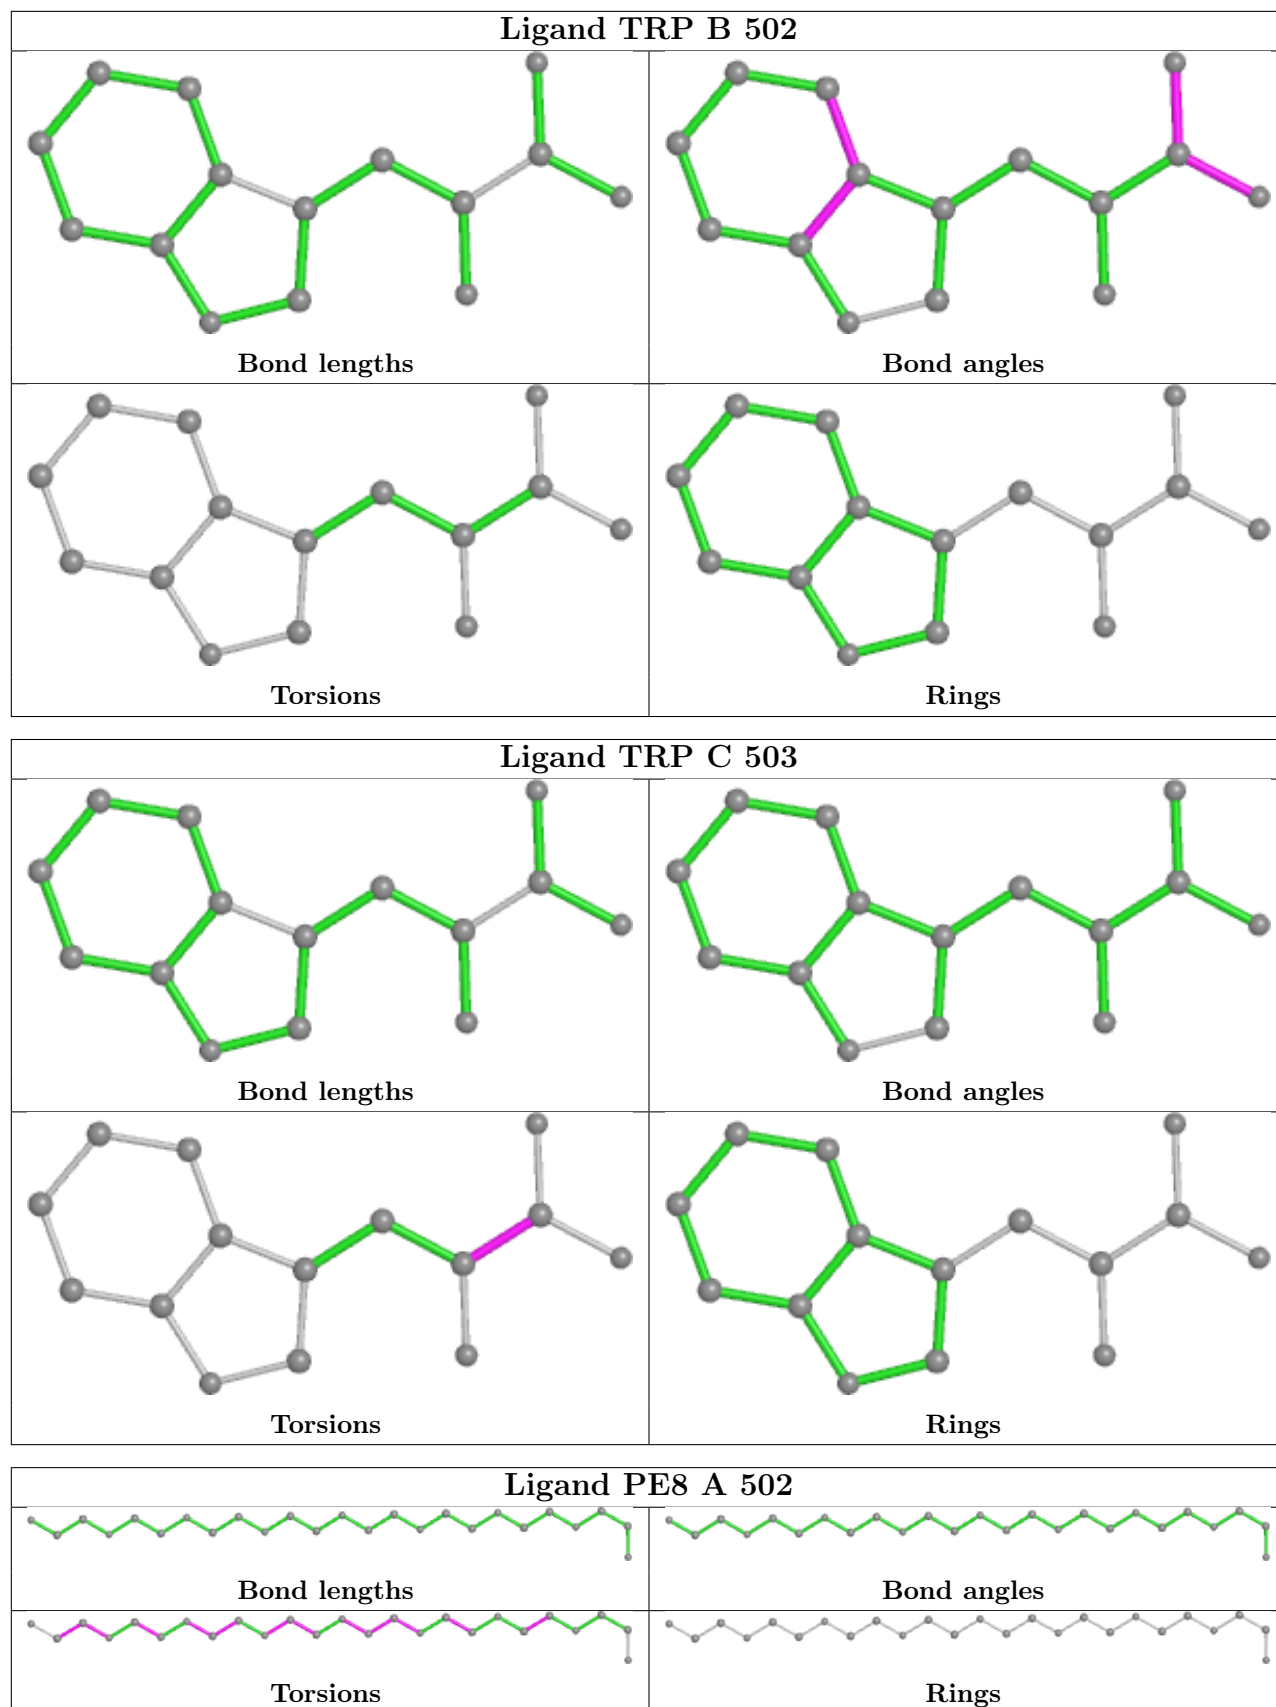 Ligand TRP B 502
Bond lengths
Bond angles
Torsions
Rings
Ligand TRP C 503
Bond lengths
Bond angles
Torsions
Rings
Ligand PE8 A 502
Bond lengths
Bond angles
Torsions
Rings